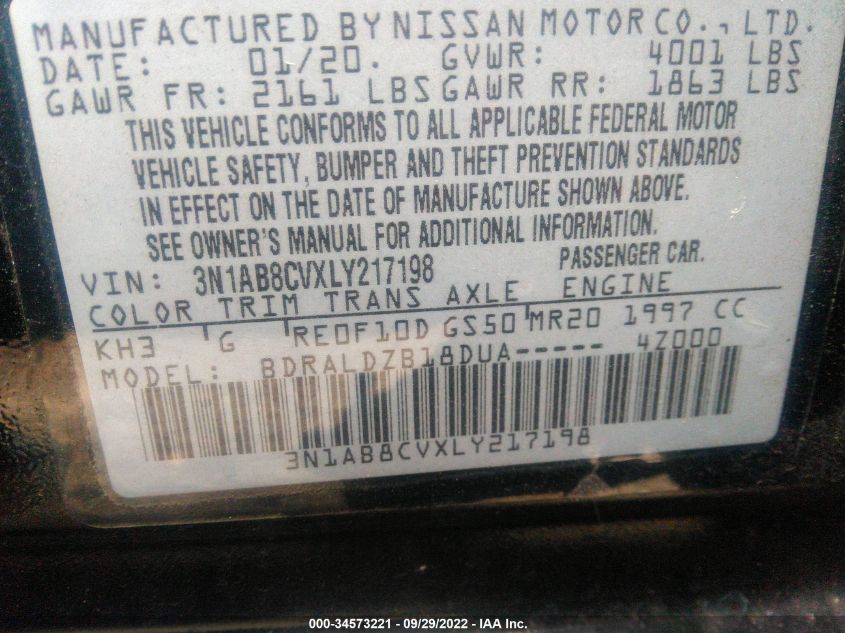 MANUFACTURED BY NISSAN MOTOR CO., LTD.
DATE: 01/20. GVWR: 4001 LBS
GAWR FR: 2161 LBS GAWR RR: 1863 LBS
THIS VEHICLE CONFORMS TO ALL APPLICABLE FEDERAL MOTOR
VEHICLE SAFETY, BUMPER AND THEFT PREVENTION STANDARDS
IN EFFECT ON THE DATE OF MANUFACTURE SHOWN ABOVE.
SEE OWNER'S MANUAL FOR ADDITIONAL INFORMATION.
VIN: 3N1AB8CVXLY217198 PASSENGER CAR.
COLOR TRIM TRANS AXLE ENGINE
KH3 G RE0F10D GS50 MR20 1997 CC
MODEL: BDRALDZB18DUA----- 4Z000
3N1AB8CVXLY217198
000-34573221 - 09/29/2022 - IAA Inc.